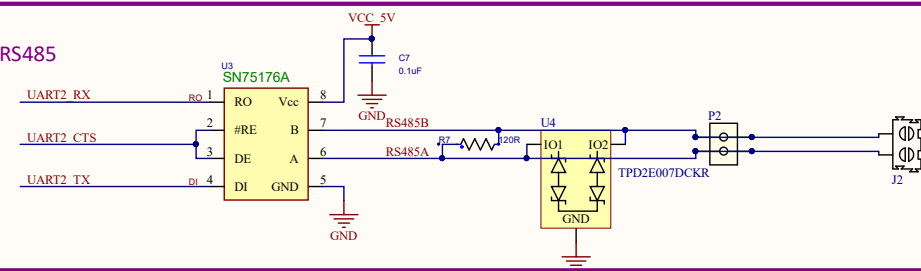 VCC_5V
RS485
U3
SN75176A
C7
0.1uF
UART2_RX
RO 1
RO
Vcc
8
GND
UART2_CTS
2
#RE
B
7
RS485B
R7
120R
U4
P2
3
DE
A
6
RS485A
IO1
IO2
UART2_TX
DI 4
DI
GND
5
TPD2E007DCKR
J2
GND
GND